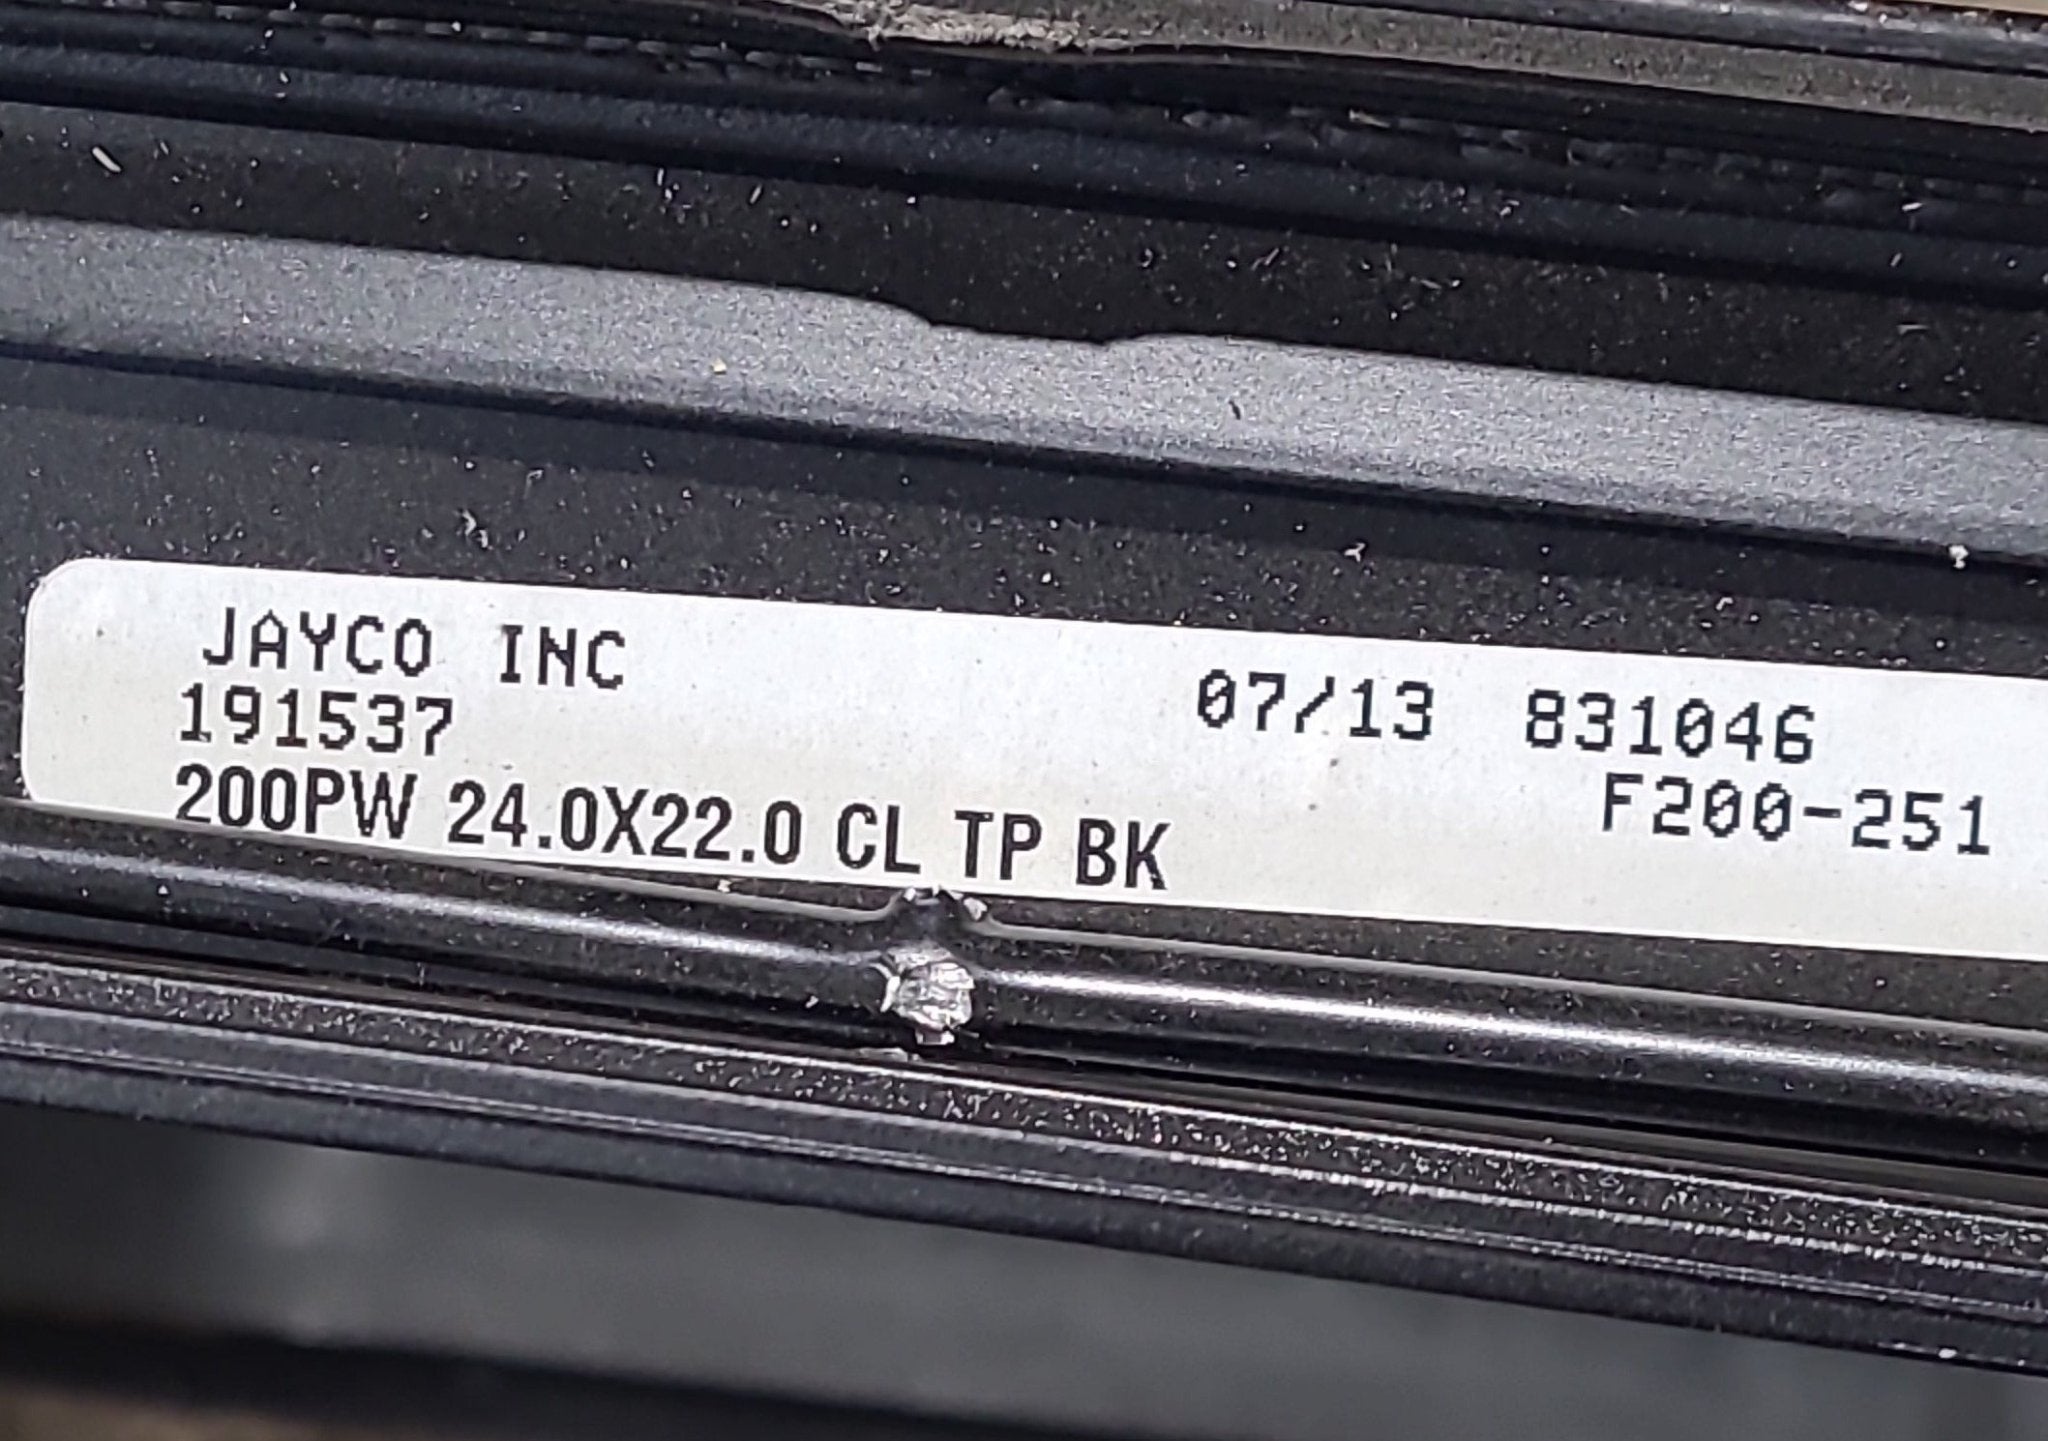 JAYCO INC
07/13 831046
191537
F200-251
200PW 24.0X22.0 CL TP BK